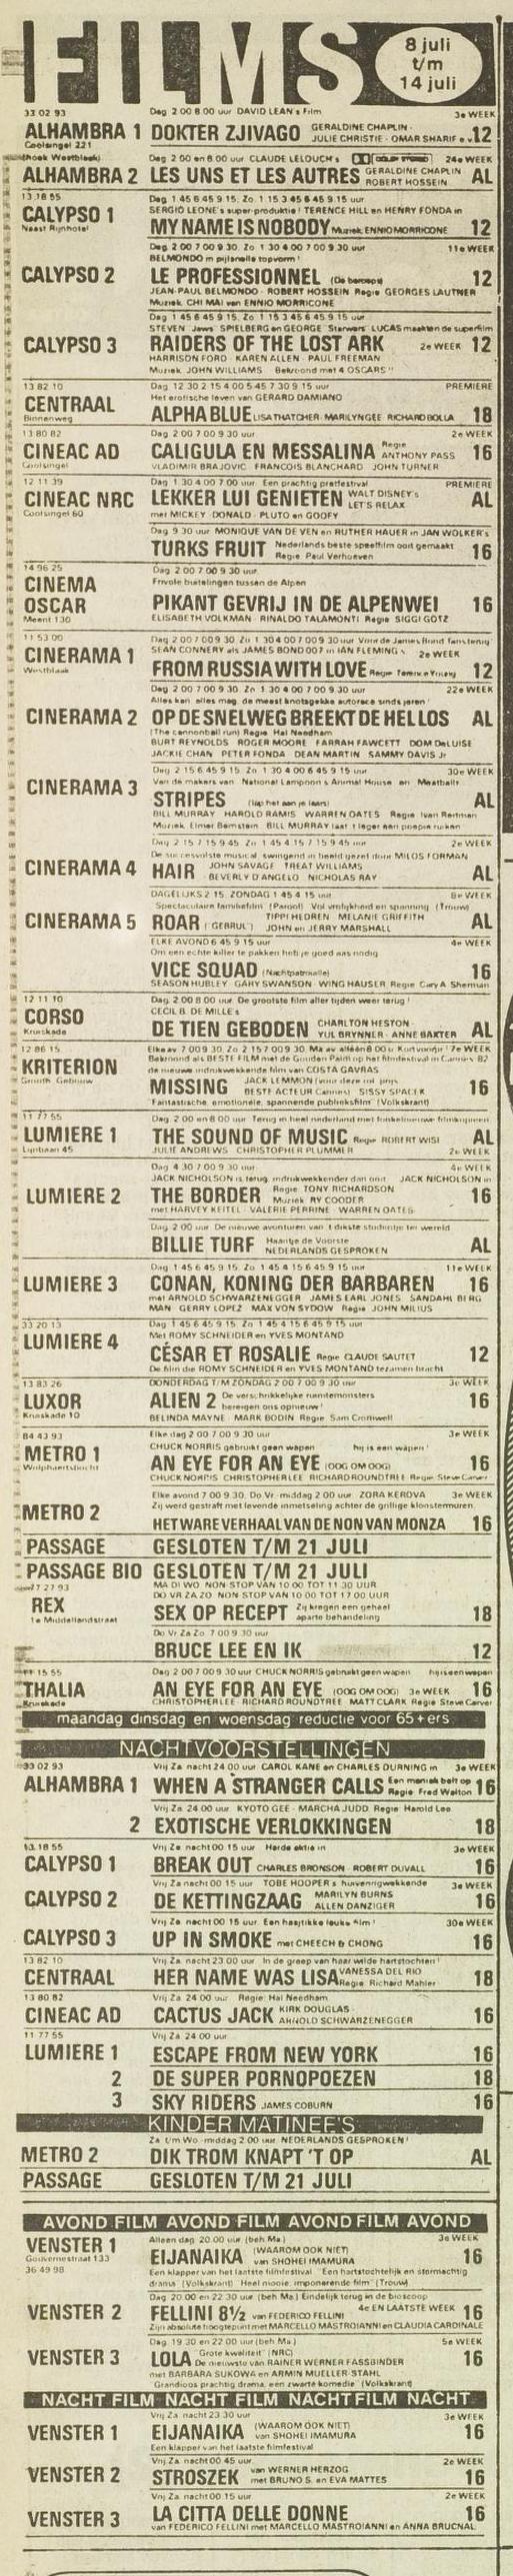 FILMS
8 juli
t/m
14 juli
33 02 93 Dag 2.00 8.00 uur DAVID LEAN's Film 3e WEEK
ALHAMBRA 1 DOKTER ZJIVAGO GERALDINE CHAPLIN - 12
Coolsingel 221 JULIE CHRISTIE - OMAR SHARIF e.v.a.
(hoek Westblaak) Dag 2.00 en 8.00 uur CLAUDE LELOUCH's DOLBY STEREO 24e WEEK
ALHAMBRA 2 LES UNS ET LES AUTRES GERALDINE CHAPLIN AL
ROBERT HOSSEIN
13.18.55 Dag 1.45 6.45 9.15, Zo. 1.15 3.45 6.45 9.15 uur
CALYPSO 1 SERGIO LEONE's super-produktie! TERENCE HILL en HENRY FONDA in
Naast Rijnhotel MY NAME IS NOBODY Muziek: ENNIO MORRICONE 12
Dag. 2.00 7.00 9.30, Zo 1.30 4.00 7.00 9.30 uur 11e WEEK
BELMONDO in pijlsnelle topvorm!
CALYPSO 2 LE PROFESSIONNEL (De beroeps) 12
JEAN-PAUL BELMONDO - ROBERT HOSSEIN Regie GEORGES LAUTNER
Muziek CHI MAI van ENNIO MORRICONE
Dag 1.45 6.45 9.15, Zo. 1.15 3.45 6.45 9.15 uur
STEVEN Jaws SPIELBERG en GEORGE Starwars LUCAS maakten de superfilm
CALYPSO 3 RAIDERS OF THE LOST ARK 2e WEEK 12
HARRISON FORD - KAREN ALLEN - PAUL FREEMAN
Muziek JOHN WILLIAMS Bekroond met 4 OSCARS!!
13 82 10 Dag 12.30 2.15 4.00 5.45 7.30 9.15 uur PREMIERE
CENTRAAL Het erotische leven van GERARD DAMIANO
Binnenweg ALPHA BLUE LISA THATCHER MARILYN GEE RICHARD BOLLA 18
13 80 82 Dag 2.00 7.00 9.30 uur 2e WEEK
CINEAC AD CALIGULA EN MESSALINA Regie ANTHONY PASS 16
Coolsingel VLADIMIR BRAJOVIC FRANCOIS BLANCHARD JOHN TURNER
12 11 39 Dag 1.30 4.00 7.00 uur Een prachtig pretfestival PREMIERE
CINEAC NRC LEKKER LUI GENIETEN WALT DISNEY's AL
Coolsingel 60 LET'S RELAX
met MICKEY - DONALD - PLUTO en GOOFY
Dag 9.30 uur MONIQUE VAN DE VEN en RUTHER HAUER in JAN WOLKER's
TURKS FRUIT Nederlands beste speelfilm ooit gemaakt 16
Regie Paul Verhoeven
14 96 25 Dag 2.00 7.00 9.30 uur
CINEMA Frivole buitelingen tussen de Alpen
OSCAR PIKANT GEVRIJ IN DE ALPENWEI 16
Meent 130 ELISABETH VOLKMAN RINALDO TALAMONTI Regie SIGGI GOTZ
11 53 00 Dag 2.00 7.00 9.30 Zo 1.30 4.00 7.00 9.30 uur Voor de James Bond fans terug!
CINERAMA 1 SEAN CONNERY als JAMES BOND 007 in IAN FLEMING's 2e WEEK
Westblaak FROM RUSSIA WITH LOVE Regie Terence Young 12
Dag 2.00 7.00 9.30 Zo 1.30 4.00 7.00 9.30 uur 22e WEEK
Alles kan alles mag, de meest knotsgekke autorace sinds jaren!
CINERAMA 2 OP DE SNELWEG BREEKT DE HEL LOS AL
(The cannonball run) Regie Hal Needham
BURT REYNOLDS ROGER MOORE FARRAH FAWCETT DOM DeLUISE
JACKIE CHAN PETER FONDA DEAN MARTIN SAMMY DAVIS Jr
Dag 2.15 6.45 9.15, Zo 1.30 4.00 6.45 9.15 uur 30e WEEK
CINERAMA 3 Van de makers van National Lampoon's Animal House en Meatballs
STRIPES (lap het aan je laars) AL
BILL MURRAY HAROLD RAMIS WARREN OATES Regie Ivan Reitman
Muziek Elmer Bernstein BILL MURRAY laat 't leger een poepie ruiken
Dag 2.15 7.15 9.45 Zo 1.45 4.15 7.15 9.45 uur 2e WEEK
De succesvolste musical swingend in beeld gezet door MILOS FORMAN
CINERAMA 4 HAIR JOHN SAVAGE TREAT WILLIAMS AL
BEVERLY D'ANGELO NICHOLAS RAY
DAGELIJKS 2.15, ZONDAG 1.45 4.15 uur 8e WEEK
Spectaculaire familiefilm (Parool) Vol vrolijkheid en spanning (Trouw)
CINERAMA 5 ROAR (GEBRUL) TIPPI HEDREN MELANIE GRIFFITH AL
JOHN en JERRY MARSHALL
ELKE AVOND 6.45 9.15 uur 4e WEEK
Om een echte killer te pakken heb je goed aas nodig
VICE SQUAD (Nachtpatrouille) 16
SEASON HUBLEY GARY SWANSON - WING HAUSER Regie Gary A Sherman
12 11 10 Dag. 2.00 8.00 uur De grootste film aller tijden weer terug!
CORSO CECIL B. DE MILLE's
Kruiskade DE TIEN GEBODEN CHARLTON HESTON - AL
YUL BRYNNER - ANNE BAXTER
12 86 15 Elke av 7.00 9.30, Zo 2.15 7.00 9.30, Ma av alleen 8.00 u Kort voorfilm! 7e WEEK
KRITERION Bekroond als BESTE FILM met de Gouden Palm op het filmfestival in Cannes 82
Grooth. Gebouw de nieuwe indrukwekkende film van COSTA GAVRAS
MISSING JACK LEMMON (voor deze rol prijs 16
BESTE ACTEUR Cannes) SISSY SPACEK
"Fantastische, emotionele, spannende publieksfilm" (Volkskrant)
11 77 55 Dag. 2.00 en 8.00 uur Terug in heel nederland met fonkelnieuwe filmkopieën
LUMIERE 1 THE SOUND OF MUSIC Regie ROBERT WISE AL
Lijnbaan 45 JULIE ANDREWS CHRISTOPHER PLUMMER 2e WEEK
Dag 4.30 7.00 9.30 uur 4e WEEK
JACK NICHOLSON is terug, indrukwekkender dan ooit JACK NICHOLSON in
LUMIERE 2 THE BORDER Regie TONY RICHARDSON 16
Muziek RY COODER
met HARVEY KEITEL - VALERIE PERRINE WARREN OATES
Dag 2.00 uur De nieuwe avonturen van 't dikste studentje ter wereld
BILLIE TURF Haantje de Voorste AL
NEDERLANDS GESPROKEN
Dag 1.45 6.45 9.15, Zo 1.45 4.15 6.45 9.15 uur 11e WEEK
LUMIERE 3 CONAN, KONING DER BARBAREN 16
met ARNOLD SCHWARZENEGGER JAMES EARL JONES SANDAHL BERG
MAN GERRY LOPEZ MAX VON SYDOW Regie JOHN MILIUS
33 20 13 Dag 1.45 6.45 9.15, Zo 1.45 4.15 6.45 9.15 uur
LUMIERE 4 Met ROMY SCHNEIDER en YVES MONTAND
CÉSAR ET ROSALIE Regie CLAUDE SAUTET 12
De film die ROMY SCHNEIDER en YVES MONTAND tezamen bracht
13 83 26 DONDERDAG T/M ZONDAG 2.00 7.00 9.30 uur 3e WEEK
LUXOR ALIEN 2 De verschrikkelijke ruimtemonsters 16
Kruiskade 10 bereigen ons opnieuw!
BELINDA MAYNE MARK BODIN Regie Sam Cromwell
84 43 93 Elke dag 2.00 7.00 9.30 uur 3e WEEK
METRO 1 CHUCK NORRIS gebruikt geen wapen hij is een wapen!
Wolphaertsbocht AN EYE FOR AN EYE (OOG OM OOG) 16
CHUCK NORRIS CHRISTOPHER LEE RICHARD ROUNDTREE Regie Steve Carver
Elke avond 7.00 9.30, Do. Vr. middag 2.00 uur. ZORA KEROVA 3e WEEK
METRO 2 Zij werd gestraft met levende inmetseling achter de grillige kloostermuren
HET WARE VERHAAL VAN DE NON VAN MONZA 16
PASSAGE GESLOTEN T/M 21 JULI
PASSAGE BIO GESLOTEN T/M 21 JULI
77 27 93 MA DI WO NON STOP VAN 10.00 TOT 11.30 UUR
REX DO VR ZA ZO NON STOP VAN 10.00 TOT 17.00 UUR
1e Middellandstraat SEX OP RECEPT Zij kregen een geheel 18
aparte behandeling
Do Vr Za Zo 7.00 9.30 uur
BRUCE LEE EN IK 12
15 55 Dag 2.00 7.00 9.30 uur CHUCK NORRIS gebruikt geen wapen hij is een wapen
THALIA AN EYE FOR AN EYE (OOG OM OOG) 3e WEEK 16
Kruiskade CHRISTOPHER LEE RICHARD ROUNDTREE MATT CLARK Regie Steve Carver
maandag dinsdag en woensdag reductie voor 65+ers
NACHTVOORSTELLINGEN
33 02 93 Vrij Za nacht 24.00 uur CAROL KANE en CHARLES DURNING in 3e WEEK
ALHAMBRA 1 WHEN A STRANGER CALLS Een maniak belt op 16
Regie Fred Walton
Vrij Za 24.00 uur KYOTO GEE - MARCHA JUDD Regie Harold Lee
2 EXOTISCHE VERLOKKINGEN 18
13.18.55 Vrij Za nacht 00.15 uur Harde aktie in 3e WEEK
CALYPSO 1 BREAK OUT CHARLES BRONSON - ROBERT DUVALL 16
Vrij Za nacht 00.15 uur TOBE HOOPER's huiveringwekkende 3e WEEK
CALYPSO 2 DE KETTINGZAAG MARILYN BURNS 16
ALLEN DANZIGER
Vrij Za nacht 00.15 uur Een hasjtikke leuke film! 30e WEEK
CALYPSO 3 UP IN SMOKE met CHEECH & CHONG 16
13 82 10 Vrij Za nacht 23.00 uur In de greep van haar wilde hartstochten!
CENTRAAL HER NAME WAS LISA VANESSA DEL RIO 18
Regie Richard Mahler
13 80 82 Vrij Za 24.00 uur Regie Hal Needham
CINEAC AD CACTUS JACK KIRK DOUGLAS - 16
ARNOLD SCHWARZENEGGER
11 77 55 Vrij Za 24.00 uur
LUMIERE 1 ESCAPE FROM NEW YORK 16
2 DE SUPER PORNOPOEZEN 18
3 SKY RIDERS JAMES COBURN 16
KINDER MATINEE'S
Za t/m Wo middag 2.00 uur NEDERLANDS GESPROKEN!
METRO 2 DIK TROM KNAPT 'T OP AL
PASSAGE GESLOTEN T/M 21 JULI
AVOND FILM AVOND FILM AVOND FILM AVOND
VENSTER 1 Alleen dag 20.00 uur (beh Ma.) 3e WEEK
Gouvernestraat 133 EIJANAIKA (WAAROM OOK NIET) 16
36 49 98 van SHOHEI IMAMURA
Een klapper van het laatste filmfestival "Een hartstochtelijk en stormachtig
drama" (Volkskrant) "Heel mooie, imponerende film" (Trouw)
Dag. 20.00 en 22.30 uur (beh Ma.) Eindelijk terug in de bioscoop
VENSTER 2 FELLINI 8½ van FEDERICO FELLINI 4e EN LAATSTE WEEK 16
Zijn absolute hoogtepunt met MARCELLO MASTROIANNI en CLAUDIA CARDINALE
Dag. 19.30 en 22.00 uur (beh Ma.) 5e WEEK
VENSTER 3 LOLA "Grote kwaliteit" (NRC) 16
De nieuwste van RAINER WERNER FASSBINDER
met BARBARA SUKOWA en ARMIN MUELLER-STAHL
"Grandioos prachtig drama, een zwarte komedie" (Volkskrant)
NACHT FILM NACHT FILM NACHT FILM NACHT
Vrij Za nacht 23.30 uur 3e WEEK
VENSTER 1 EIJANAIKA (WAAROM OOK NIET) 16
van SHOHEI IMAMURA
Een klapper van het laatste filmfestival
Vrij Za nacht 00.45 uur 2e WEEK
VENSTER 2 STROSZEK van WERNER HERZOG 16
met BRUNO S. en EVA MATTES
Vrij Za nacht 00.15 uur 2e WEEK
VENSTER 3 LA CITTA DELLE DONNE 16
van FEDERICO FELLINI met MARCELLO MASTROIANNI en ANNA BRUCNAL